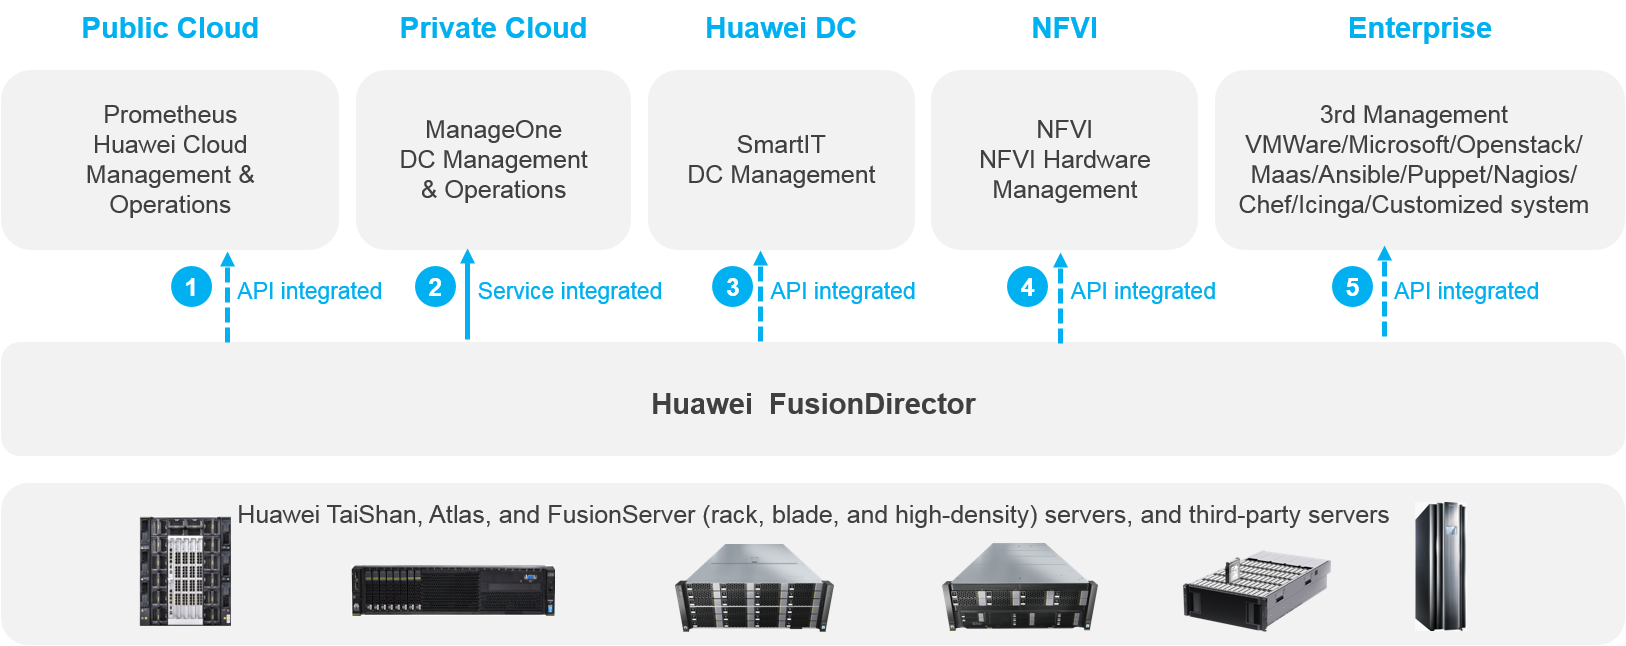 Public Cloud
Private Cloud
Huawei DC
NFVI
Enterprise
Prometheus
Huawei Cloud
Management &
Operations
ManageOne
DC Management
& Operations
SmartIT
DC Management
NFVI
NFVI Hardware
Management
3rd Management
VMWare/Microsoft/Openstack/
Maas/Ansible/Puppet/Nagios/
Chef/Icinga/Customized system
1
API integrated
2
Service integrated
3
API integrated
4
API integrated
5
API integrated
Huawei FusionDirector
Huawei TaiShan, Atlas, and FusionServer (rack, blade, and high-density) servers, and third-party servers